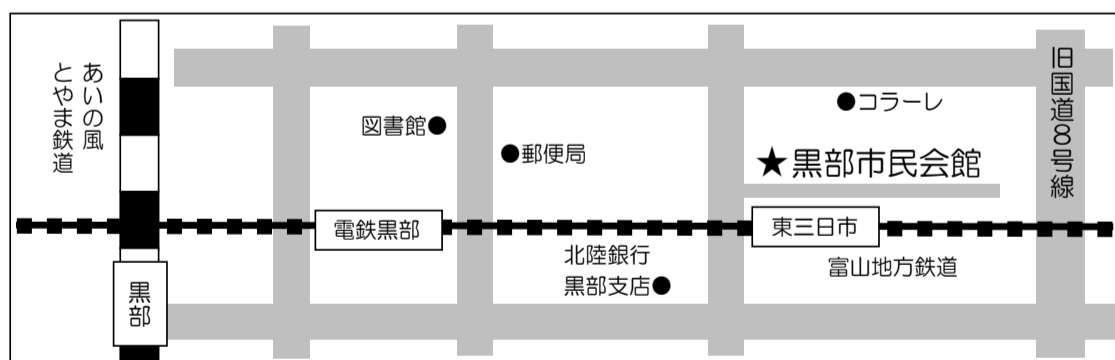 あいの風
とやま鉄道
黒部
図書館●
●郵便局
電鉄黒部
北陸銀行
黒部支店●
●コラーレ
★黒部市民会館
東三日市
富山地方鉄道
旧国道8号線